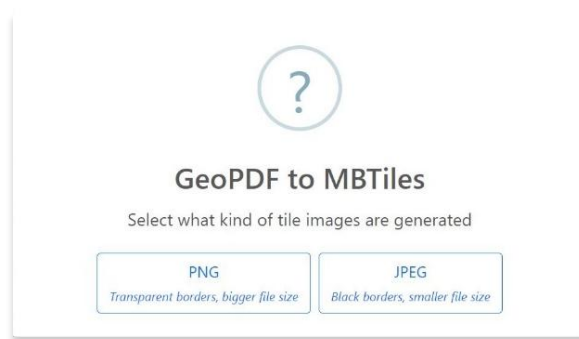 ?
GeoPDF to MBTiles
Select what kind of tile images are generated
PNG
Transparent borders, bigger file size
JPEG
Black borders, smaller file size